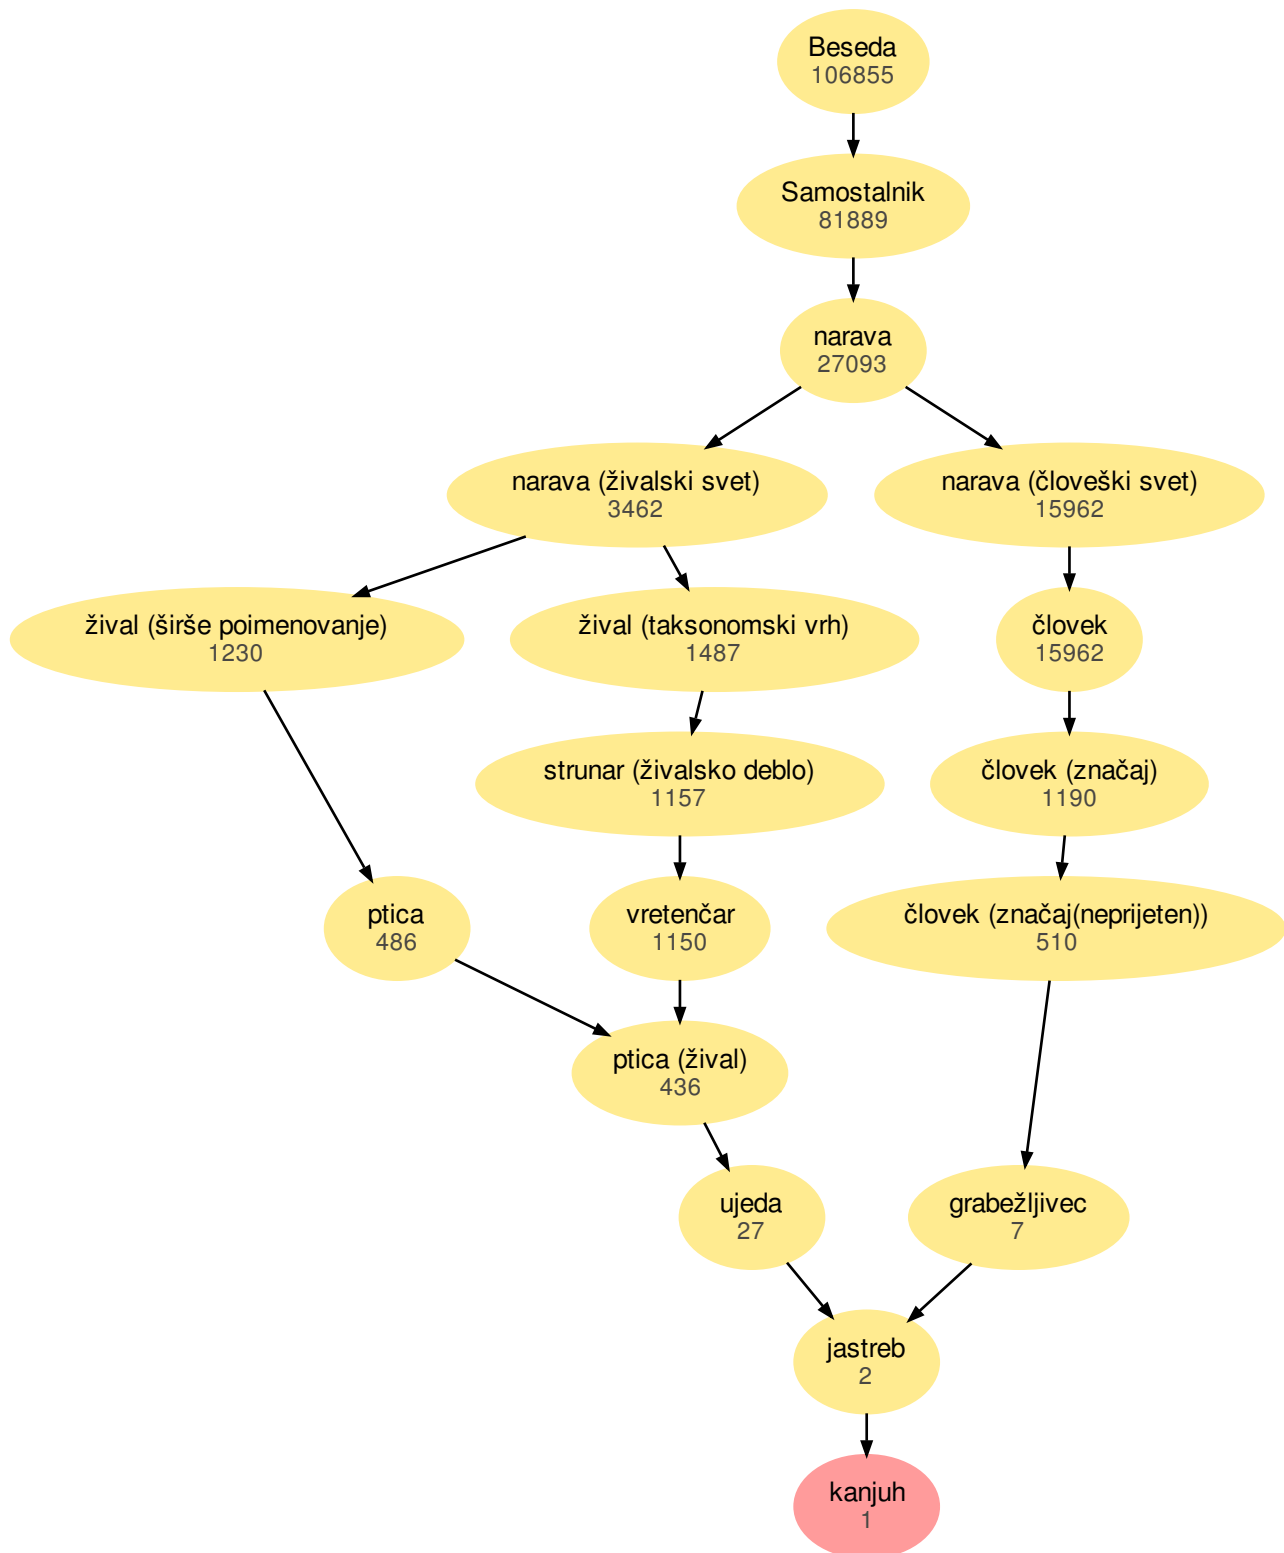 Beseda
106855
Samostalnik
81889
narava
27093
narava (živalski svet)
3462
narava (človeški svet)
15962
žival (širše poimenovanje)
1230
žival (taksonomski vrh)
1487
človek
15962
strunar (živalsko deblo)
1157
človek (značaj)
1190
ptica
486
vretenčar
1150
človek (značaj(neprijeten))
510
ptica (žival)
436
ujeda
27
grabežljivec
7
jastreb
2
kanjuh
1